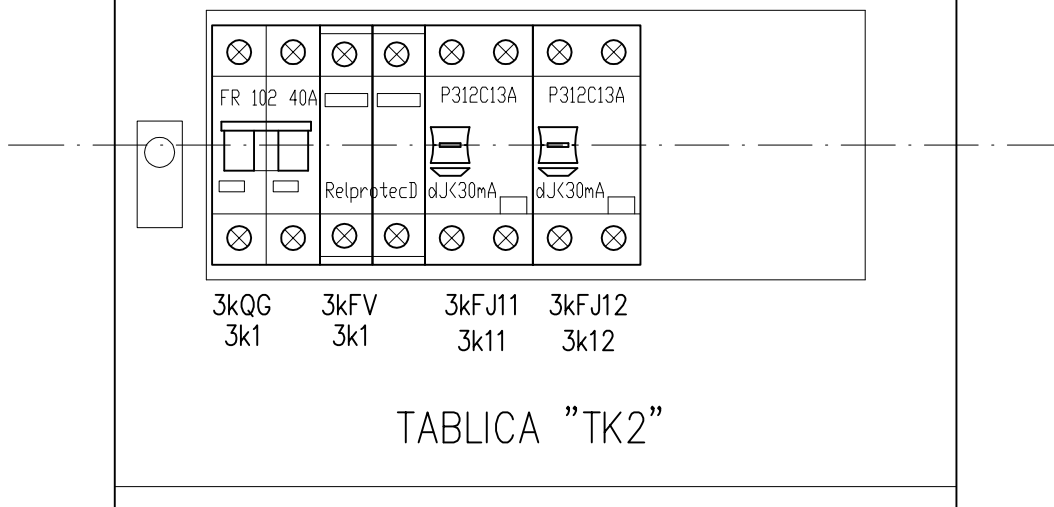 FR 102 40A
P312C13A
P312C13A
RelprotecD
dJ<30mA
dJ<30mA
3kQG
3kFV
3kFJ11
3kFJ12
3k1
3k1
3k11
3k12
TABLICA ”TK2”